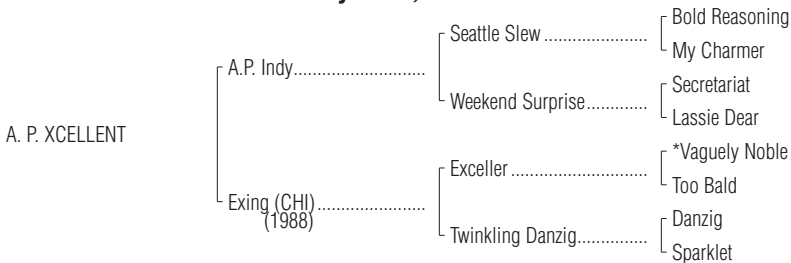 Bold Reasoning
Seattle Slew ......................
My Charmer
A.P. Indy............................
Secretariat
Weekend Surprise.............
Lassie Dear
A. P. XCELLENT
*Vaguely Noble
Exceller .............................
Too Bald
Exing (CHI).......................
(1988)
Danzig
Twinkling Danzig...............
Sparklet